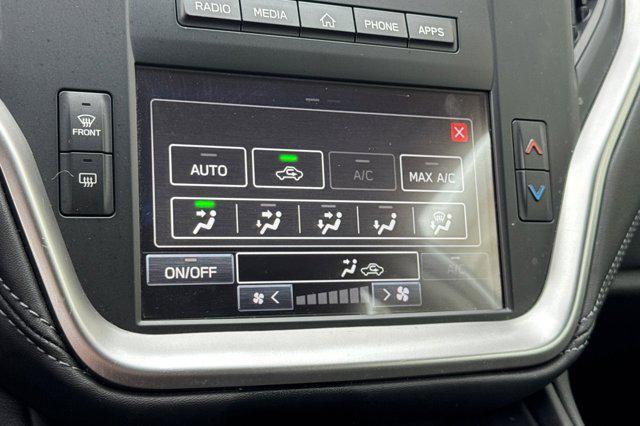 RADIO MEDIA PHONE APPS
FRONT
AUTO A/C MAX A/C
ON/OFF A/C